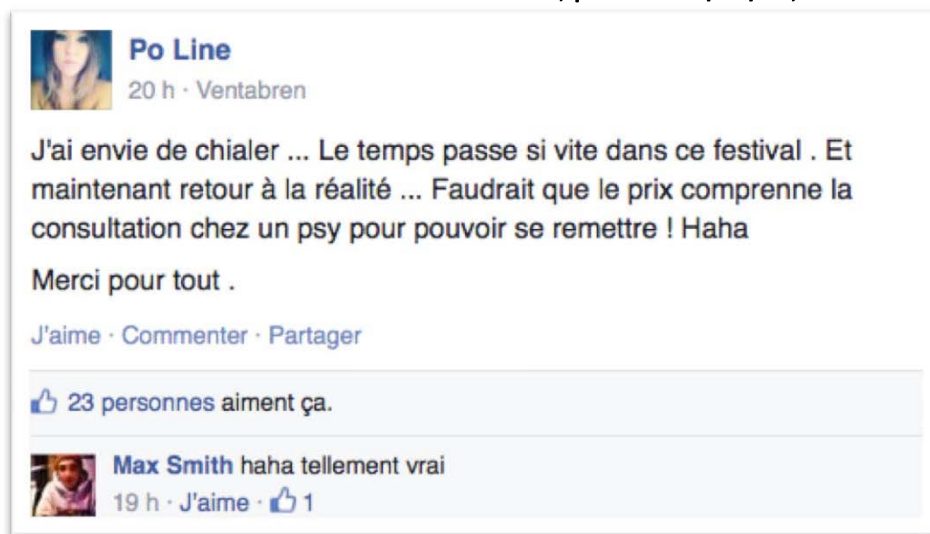 Po Line
20 h · Ventabren
J'ai envie de chialer ... Le temps passe si vite dans ce festival . Et
maintenant retour à la réalité ... Faudrait que le prix comprenne la
consultation chez un psy pour pouvoir se remettre ! Haha
Merci pour tout .
J'aime · Commenter · Partager
23 personnes aiment ça.
Max Smith haha tellement vrai
19 h · J'aime · 1